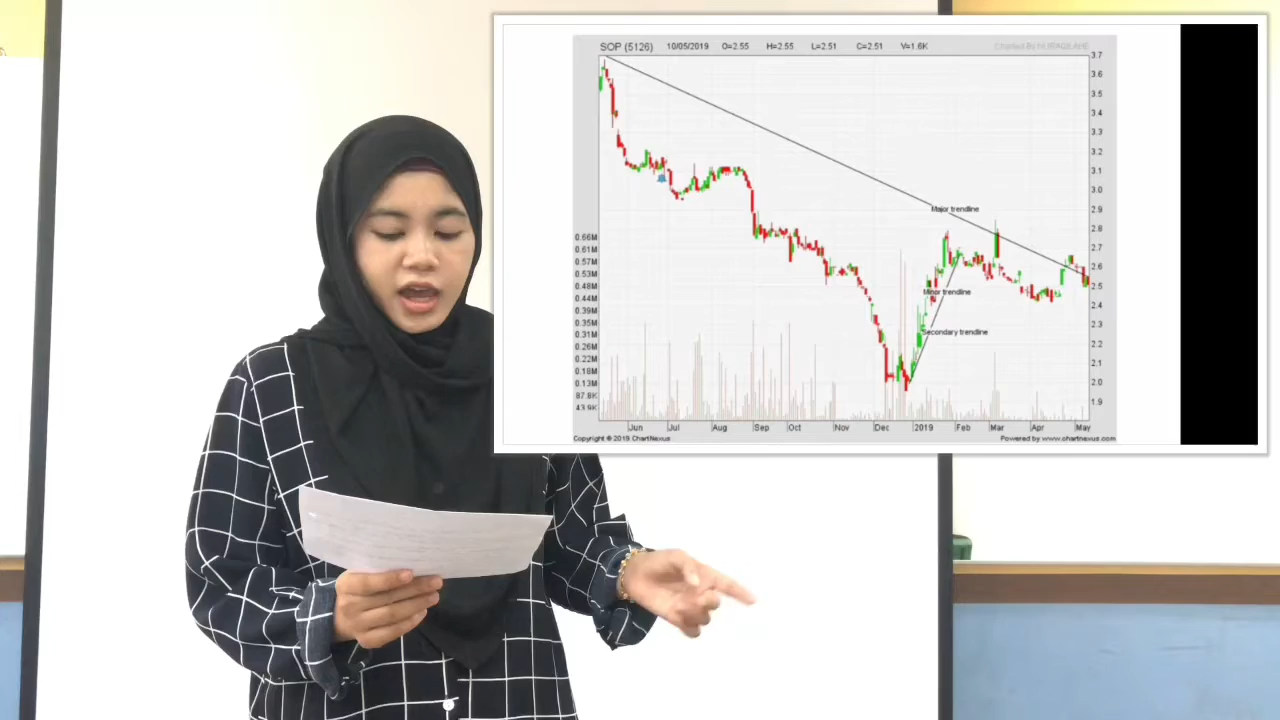 SOP (5126) 10/05/2019 O=2.55 H=2.55 L=2.51 C=2.51 V=1.6K Charted By NURAQILAHE
3.7
3.6
3.5
3.4
3.3
3.2
3.1
3.0
2.9
2.8
2.7
2.6
2.5
2.4
2.3
2.2
2.1
2.0
1.9
Major trendline
Minor trendline
Secondary trendline
0.66M
0.61M
0.57M
0.53M
0.48M
0.44M
0.39M
0.35M
0.31M
0.26M
0.22M
0.18M
0.13M
87.8K
43.9K
Jun Jul Aug Sep Oct Nov Dec 2019 Feb Mar Apr May
Copyright © 2019 ChartNexus Powered by www.chartnexus.com